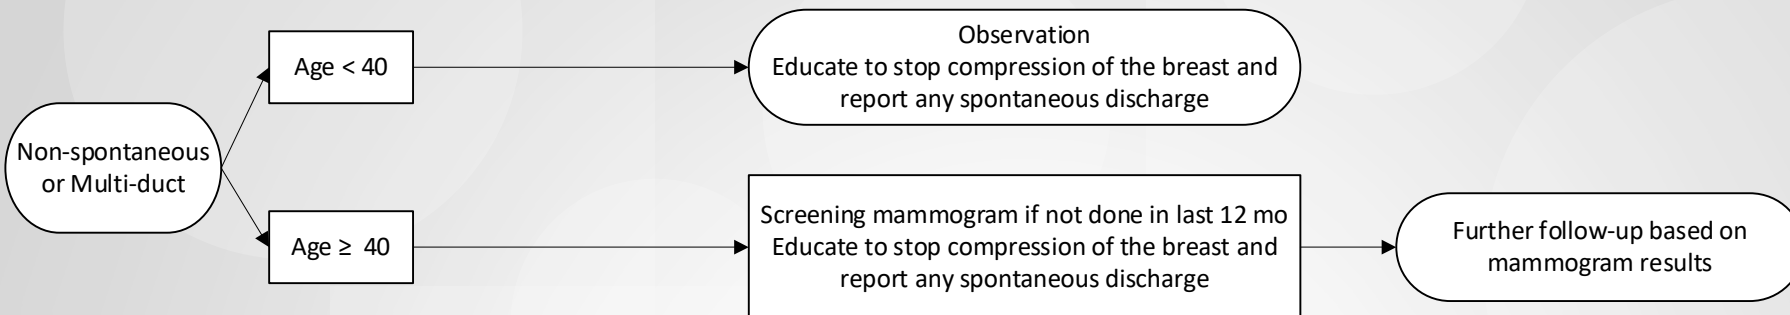 Non-spontaneous
or Multi-duct
Age < 40
Observation
Educate to stop compression of the breast and
report any spontaneous discharge
Age ≥ 40
Screening mammogram if not done in last 12 mo
Educate to stop compression of the breast and
report any spontaneous discharge
Further follow-up based on
mammogram results